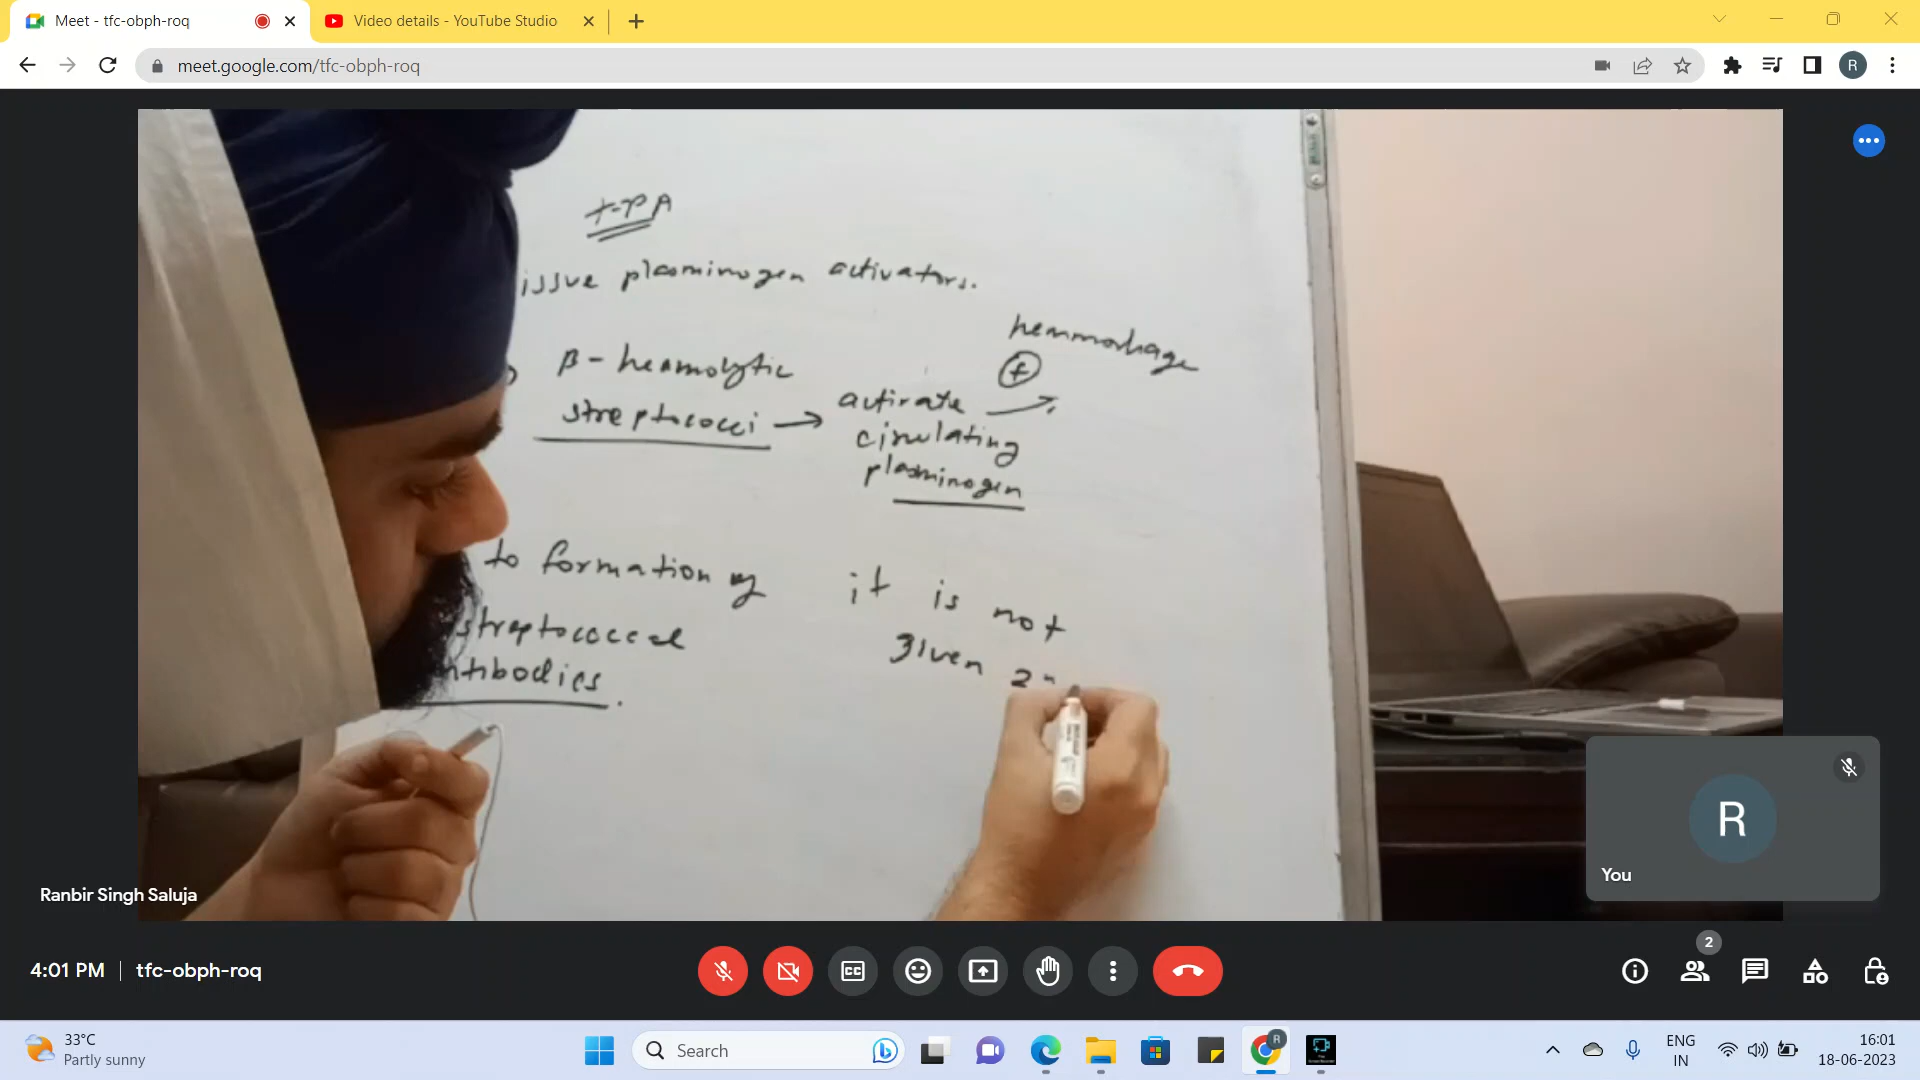 Meet - tfc-obph-roq
Video details - YouTube Studio
meet.google.com/tfc-obph-roq
R
t-PA
issue plasminogen activators.
hemmorhage
+
β - heamolytic
streptococci → activate
circulating
plasminogen
to formation of
streptococcal
ntibodies.
it is not
given 2n
R
You
Ranbir Singh Saluja
4:01 PM | tfc-obph-roq
CC
2
33°C
Partly sunny
Search
R
ENG
IN
16:01
18-06-2023